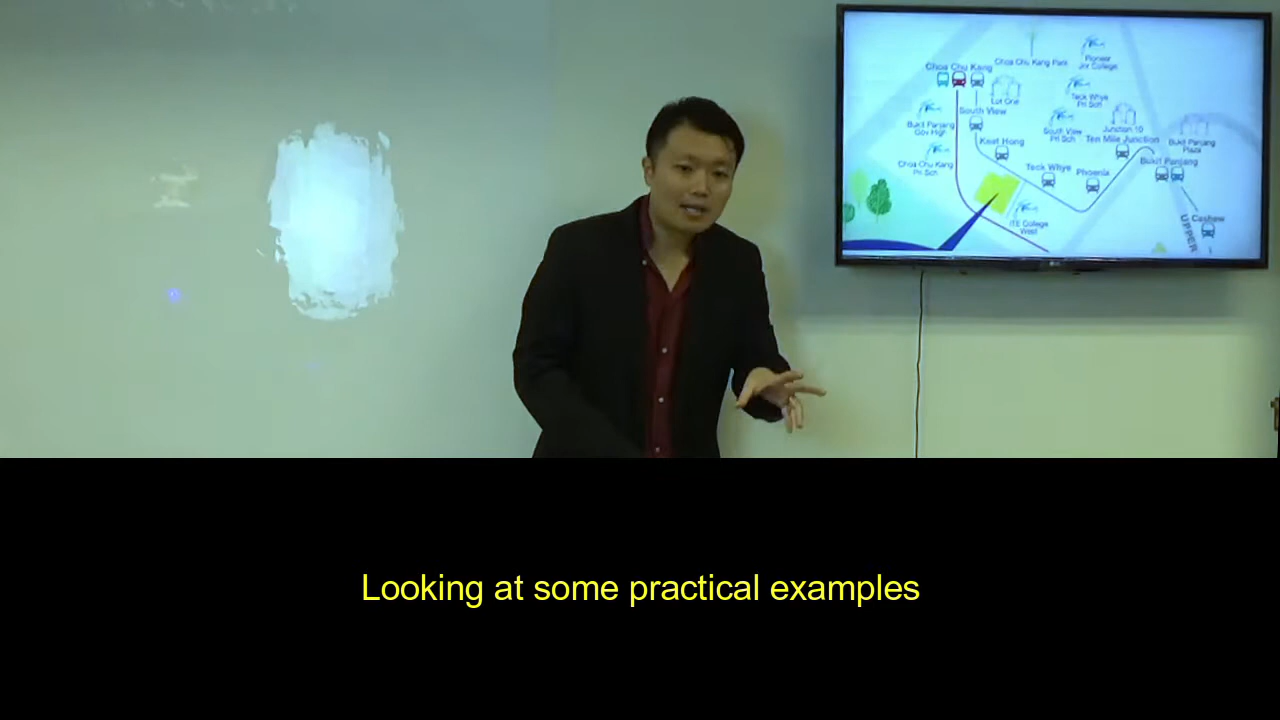 Choa Chu Kang Park
Pioneer
Jnr College
Choa Chu Kang
Lot One
Teck Whye
Pri Sch
South View
Bukit Panjang
Gov High
South View
Pri Sch
Junction 10
Ten Mile Junction
Bukit Panjang
Plaza
Keat Hong
Choa Chu Kang
Pri Sch
Teck Whye
Phoenix
Bukit Panjang
ITE College
West
Cashew
UPPER
LG
Looking at some practical examples